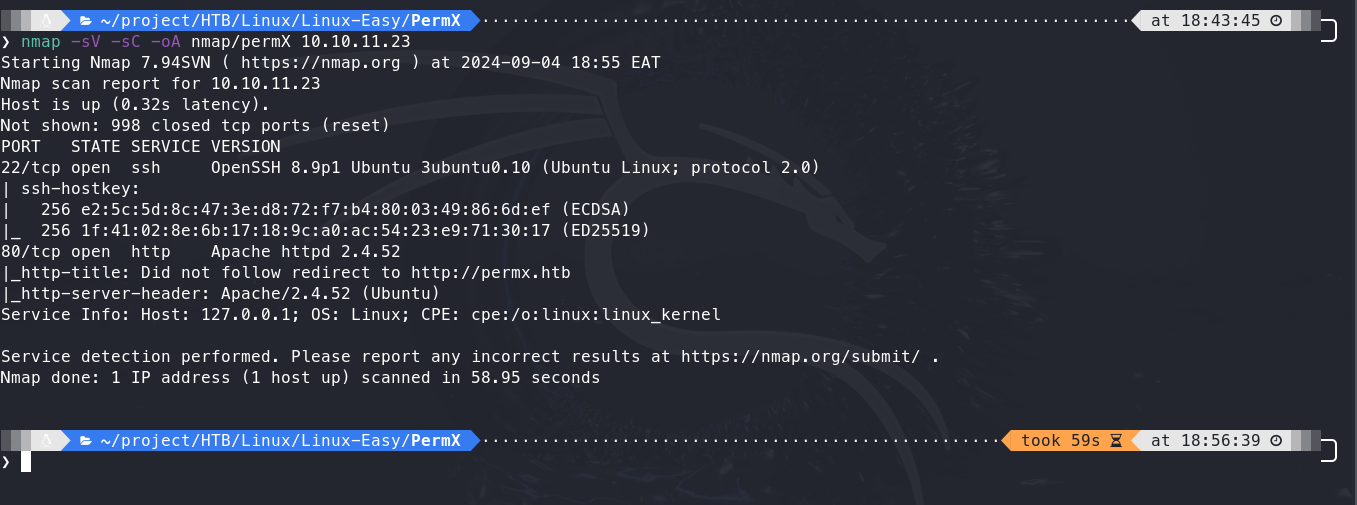 ~/project/HTB/Linux/Linux-Easy/PermX at 18:43:45
❯ nmap -sV -sC -oA nmap/permX 10.10.11.23
Starting Nmap 7.94SVN ( https://nmap.org ) at 2024-09-04 18:55 EAT
Nmap scan report for 10.10.11.23
Host is up (0.32s latency).
Not shown: 998 closed tcp ports (reset)
PORT   STATE SERVICE VERSION
22/tcp open  ssh     OpenSSH 8.9p1 Ubuntu 3ubuntu0.10 (Ubuntu Linux; protocol 2.0)
| ssh-hostkey:
|   256 e2:5c:5d:8c:47:3e:d8:72:f7:b4:80:03:49:86:6d:ef (ECDSA)
|_  256 1f:41:02:8e:6b:17:18:9c:a0:ac:54:23:e9:71:30:17 (ED25519)
80/tcp open  http    Apache httpd 2.4.52
|_http-title: Did not follow redirect to http://permx.htb
|_http-server-header: Apache/2.4.52 (Ubuntu)
Service Info: Host: 127.0.0.1; OS: Linux; CPE: cpe:/o:linux:linux_kernel
Service detection performed. Please report any incorrect results at https://nmap.org/submit/ .
Nmap done: 1 IP address (1 host up) scanned in 58.95 seconds
~/project/HTB/Linux/Linux-Easy/PermX took 59s at 18:56:39
❯